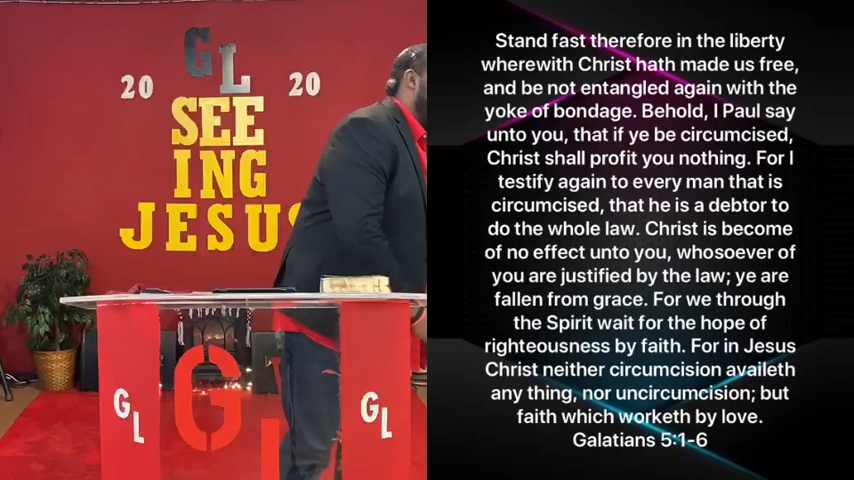 GL
20 20
SEE
ING
JESUS
G
GL
GL
Stand fast therefore in the liberty
wherewith Christ hath made us free,
and be not entangled again with the
yoke of bondage. Behold, I Paul say
unto you, that if ye be circumcised,
Christ shall profit you nothing. For I
testify again to every man that is
circumcised, that he is a debtor to
do the whole law. Christ is become
of no effect unto you, whosoever of
you are justified by the law; ye are
fallen from grace. For we through
the Spirit wait for the hope of
righteousness by faith. For in Jesus
Christ neither circumcision availeth
any thing, nor uncircumcision; but
faith which worketh by love.
Galatians 5:1-6